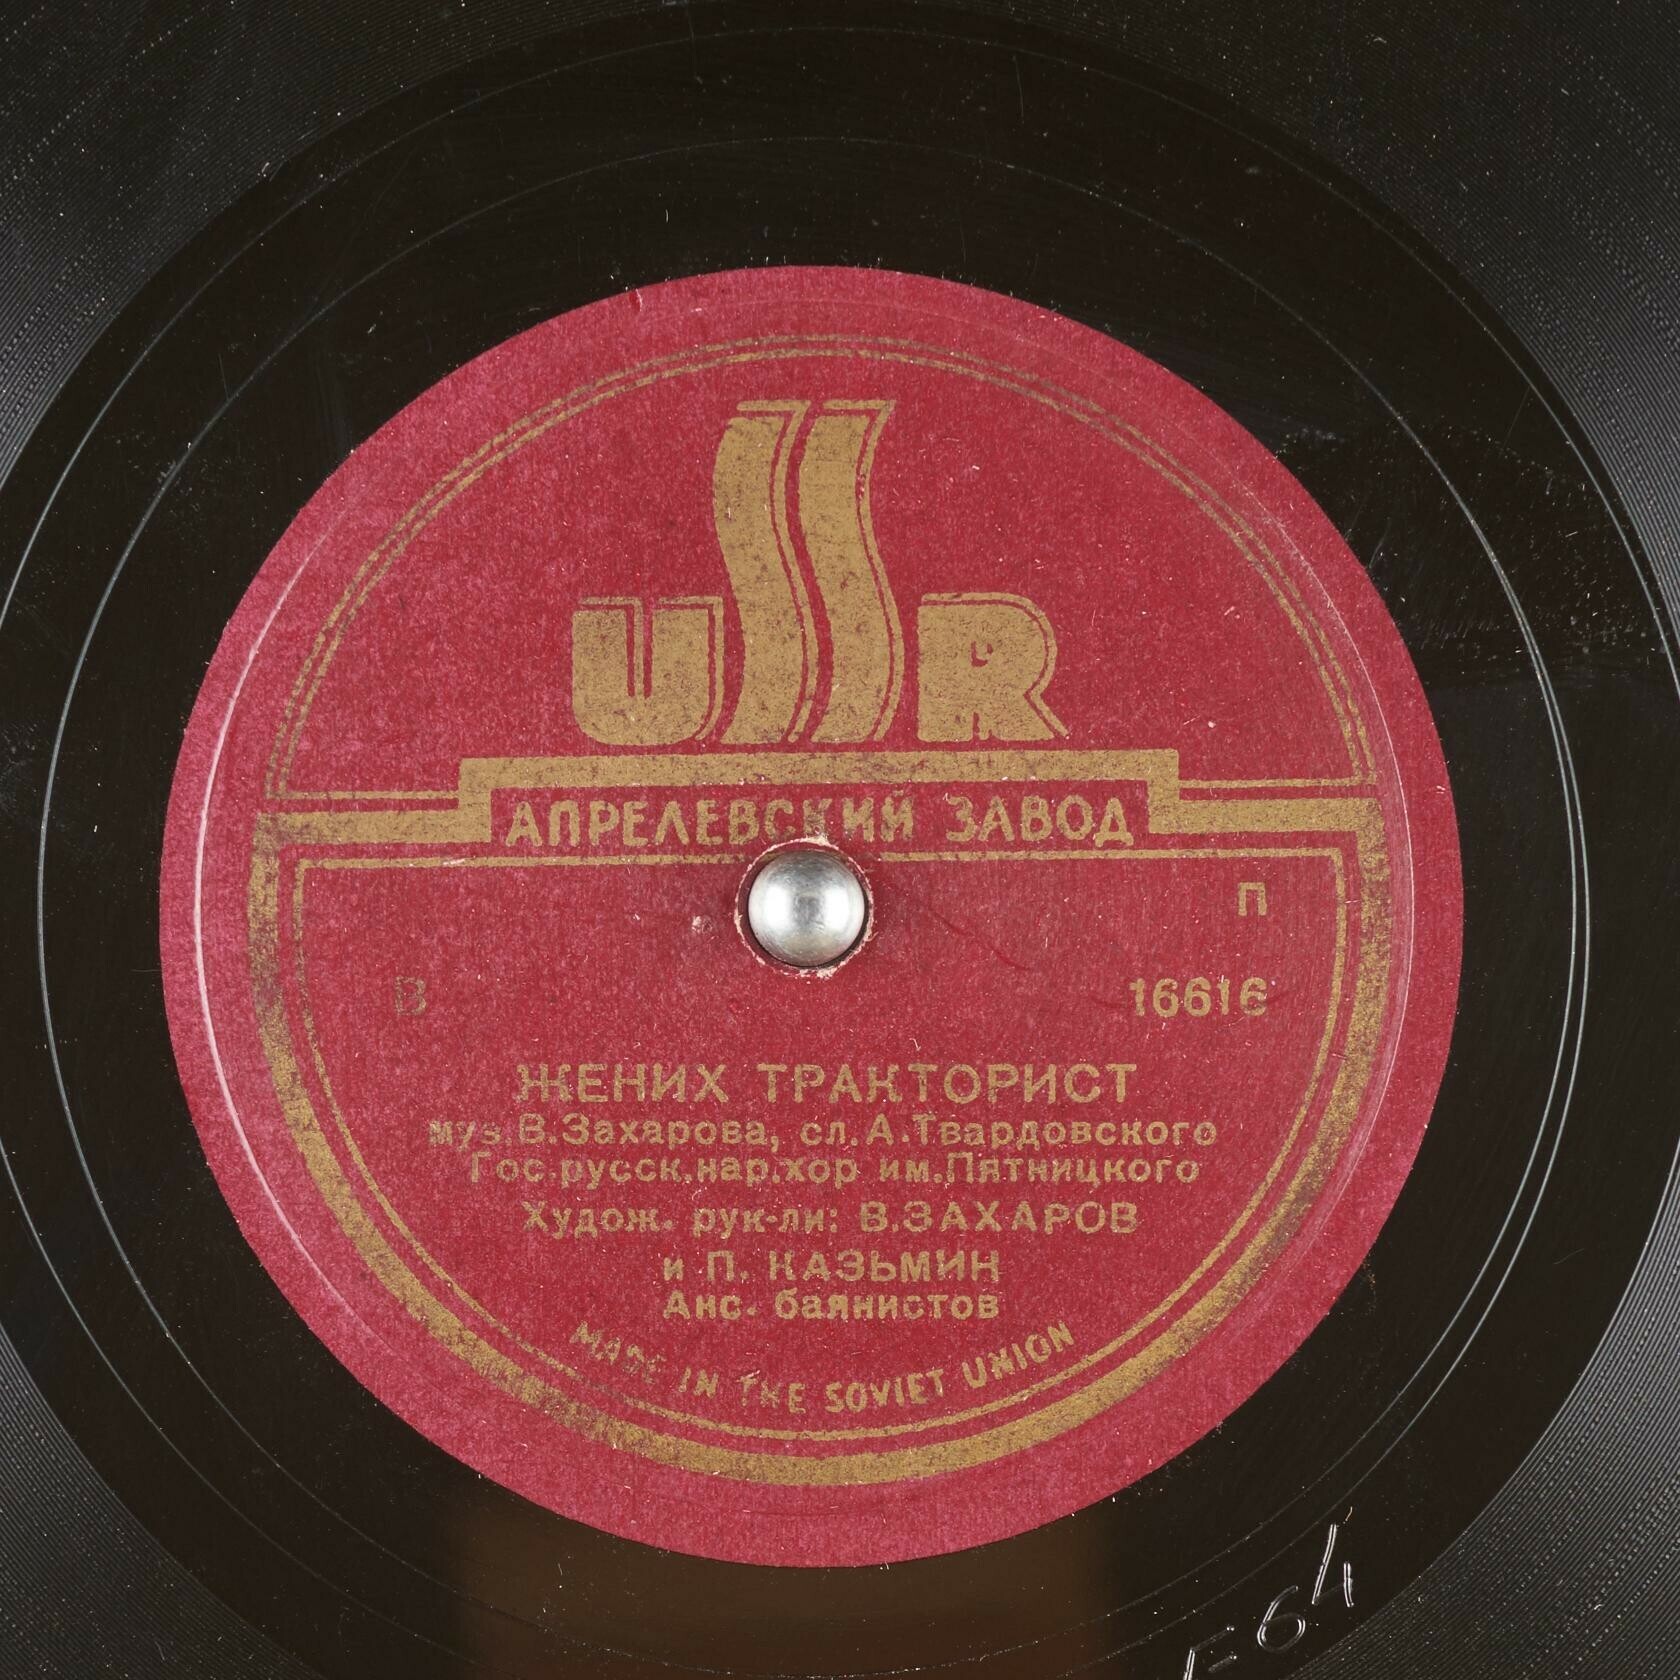 USSR
АПРЕЛЕВСКИЙ ЗАВОД
П
В 16616
ЖЕНИХ ТРАКТОРИСТ
муз. В.Захарова, сл. А.Твардовского
Гос.русск.нар.хор им.Пятницкого
Худож. рук-ли: В.ЗАХАРОВ
и П. КАЗЬМИН
Анс. баянистов
MADE IN THE SOVIET UNION